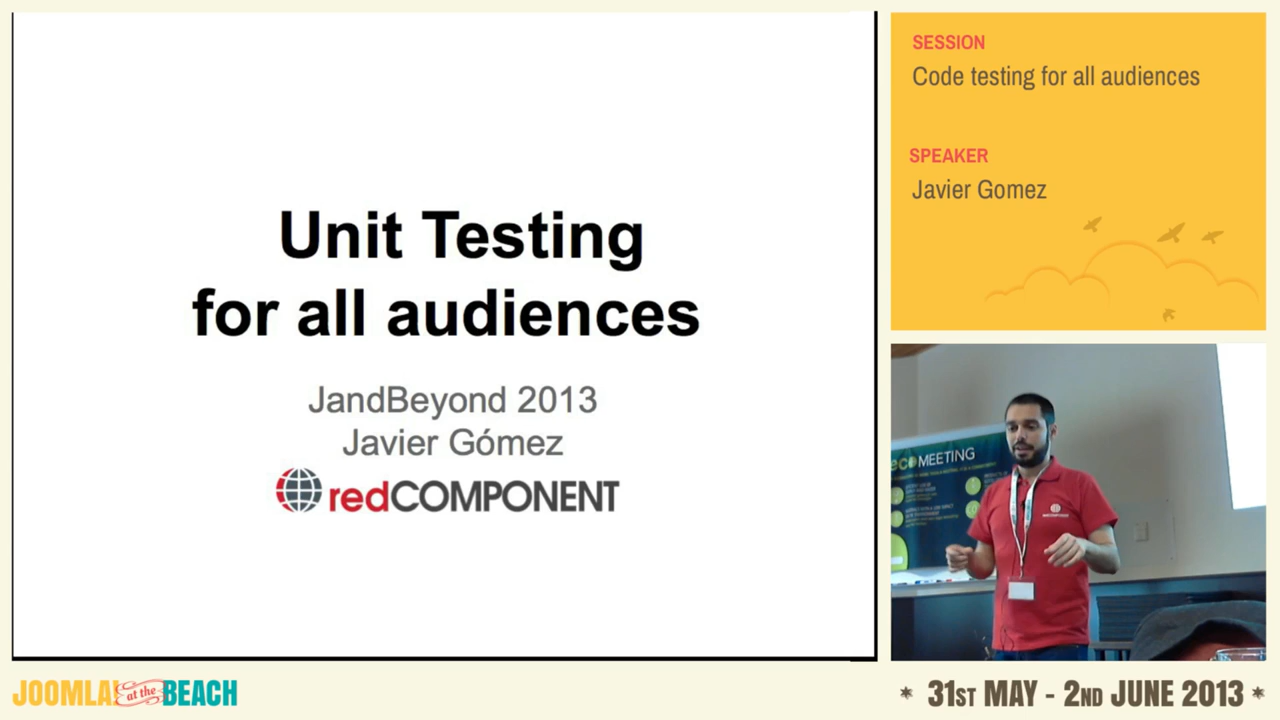 Unit Testing
for all audiences
JandBeyond 2013
Javier Gómez
redCOMPONENT
SESSION
Code testing for all audiences
SPEAKER
Javier Gomez
eco MEETING
JOOMLA! at the BEACH
* 31ST MAY - 2ND JUNE 2013 *